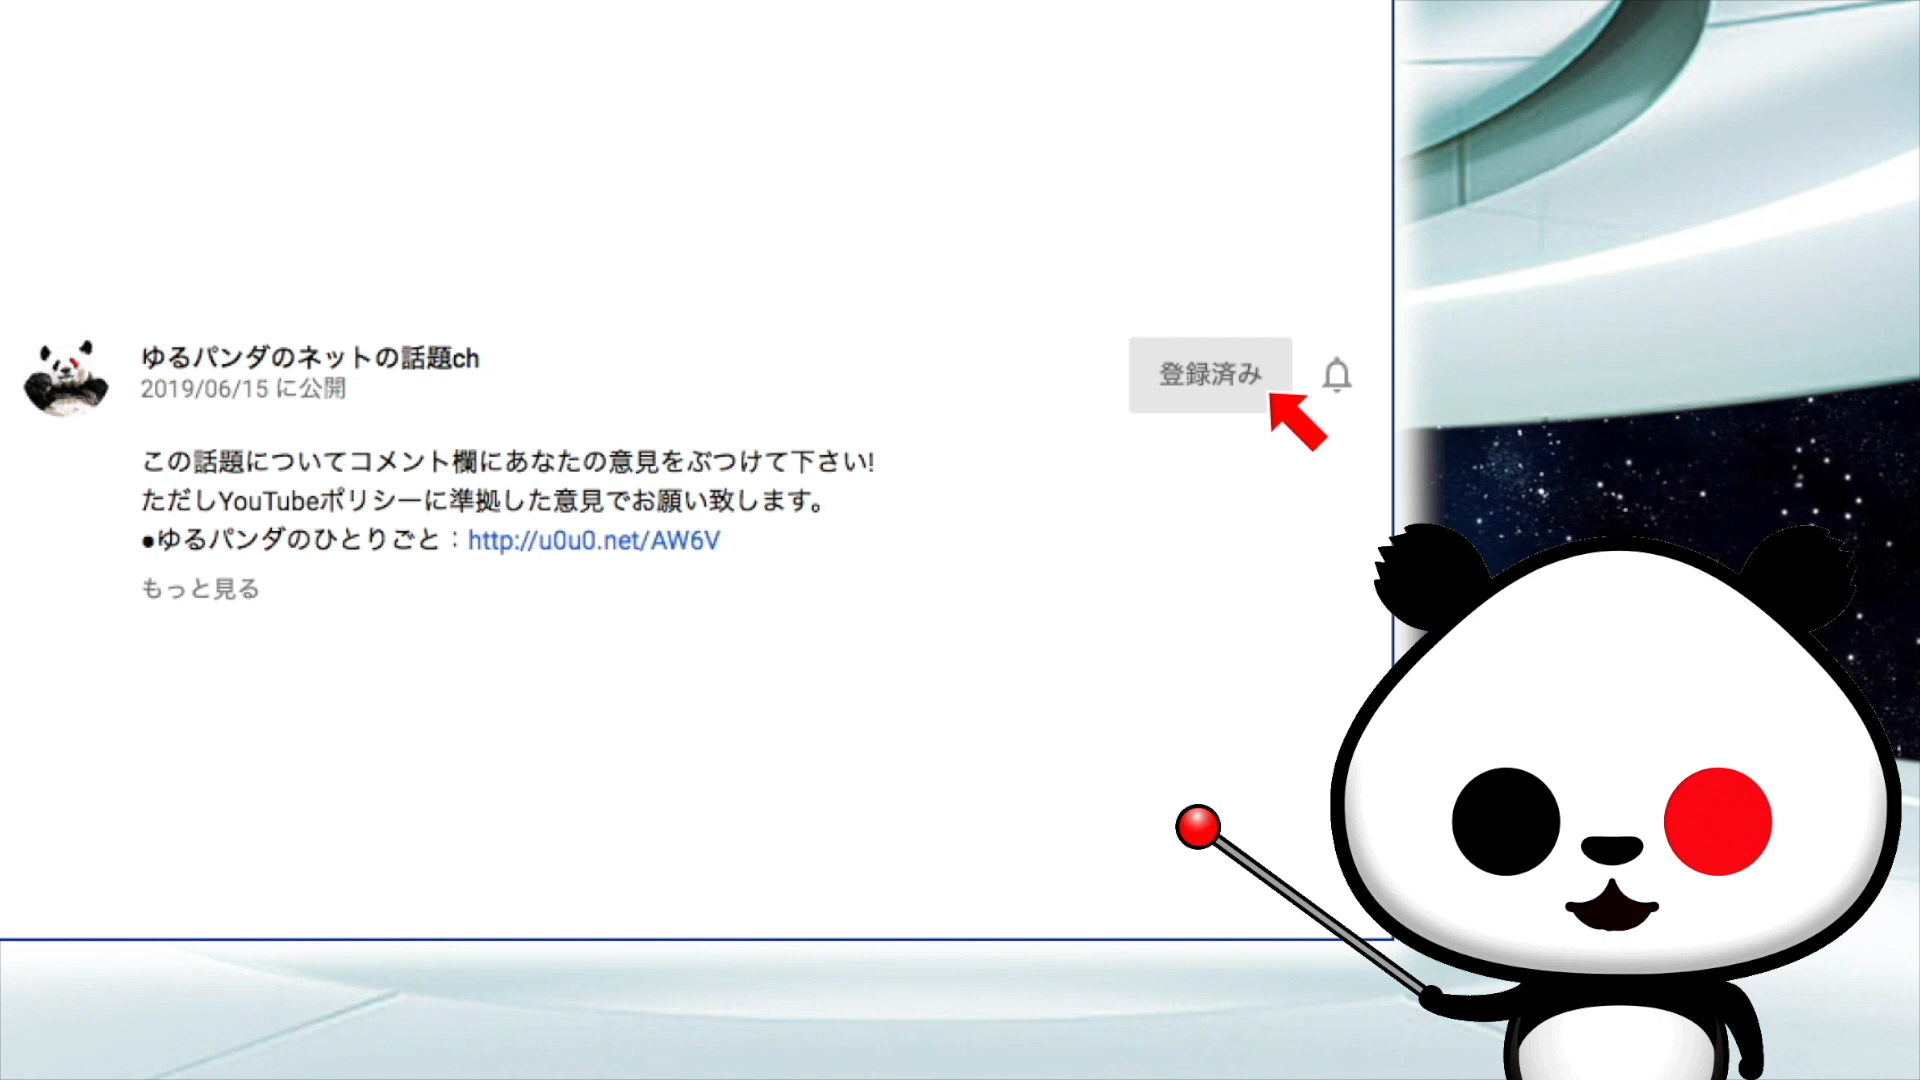 ゆるパンダのネットの話題ch
2019/06/15 に公開
登録済み
この話題についてコメント欄にあなたの意見をぶつけて下さい!
ただしYouTubeポリシーに準拠した意見でお願い致します。
●ゆるパンダのひとりごと：http://u0u0.net/AW6V
もっと見る